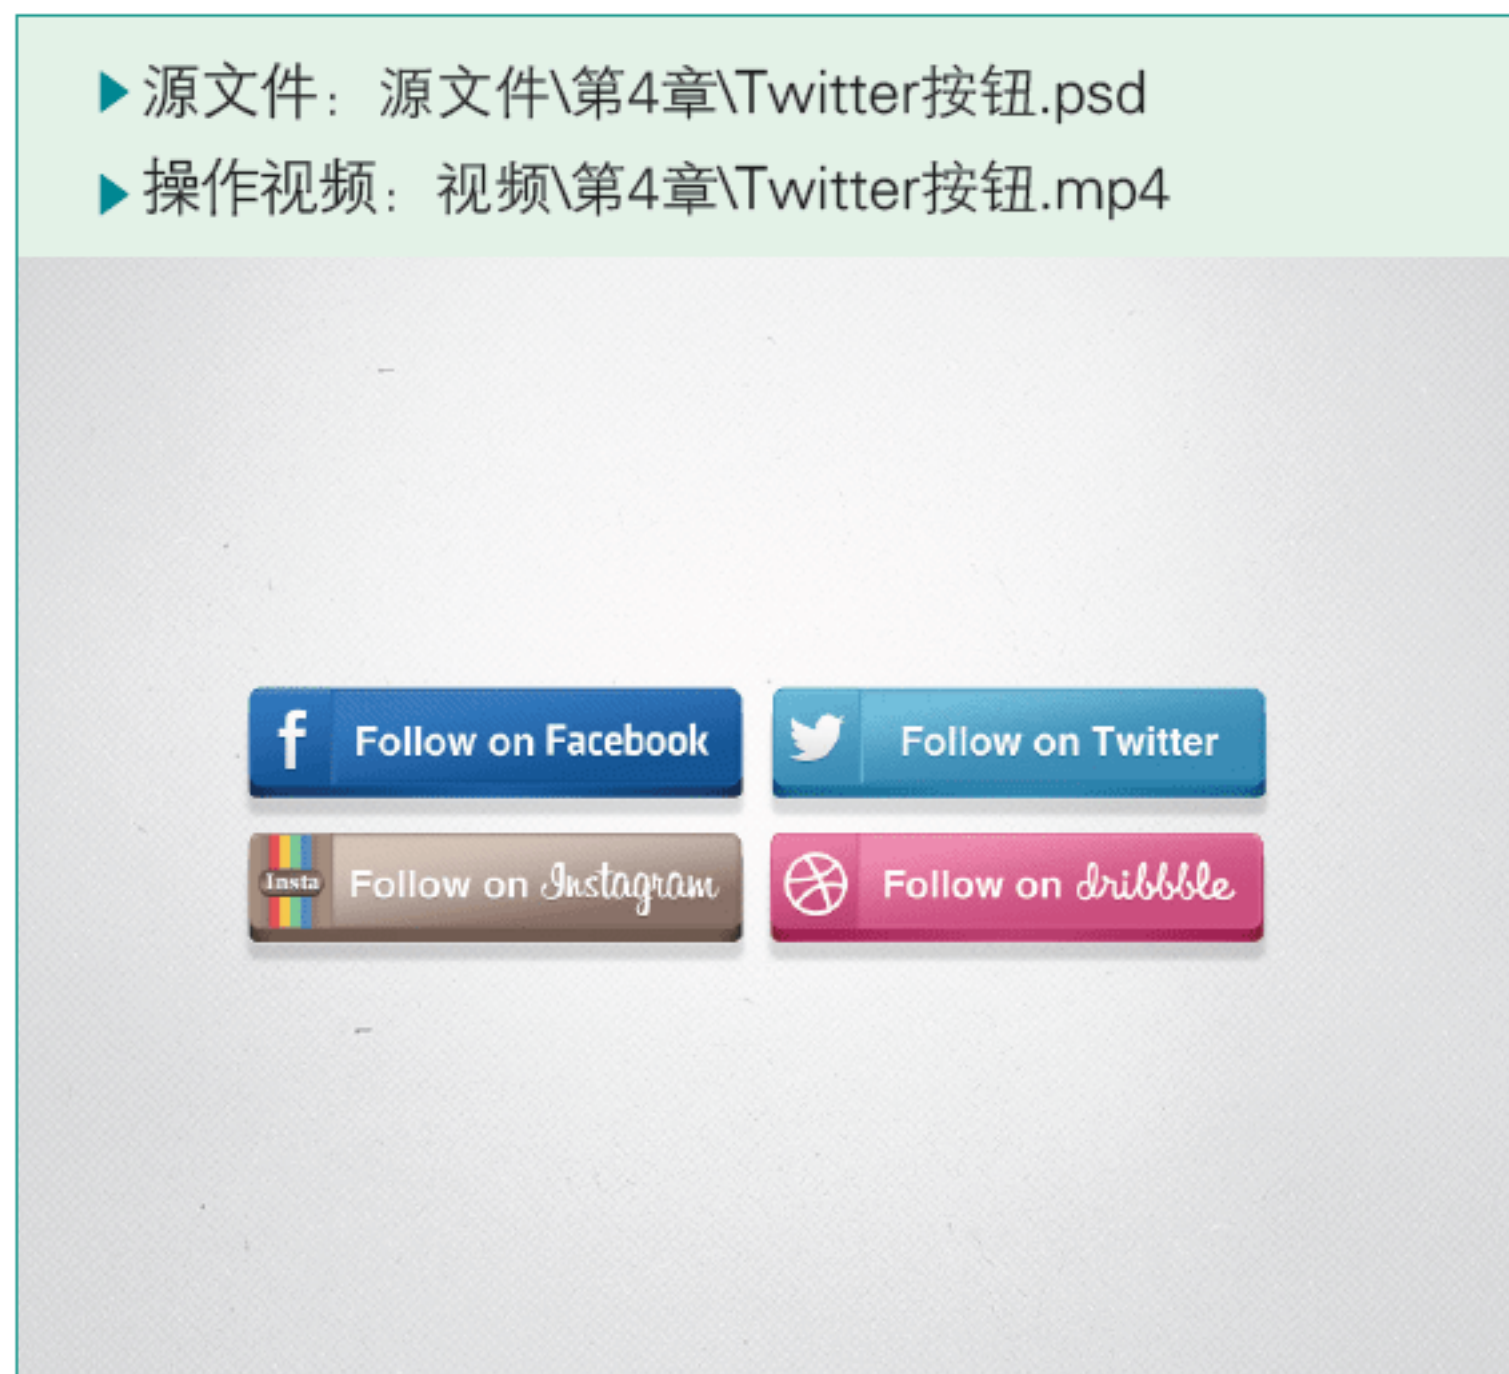 源文件：源文件\第4章\Twitter按钮.psd
操作视频：视频\第4章\Twitter按钮.mp4
f Follow on Facebook
Follow on Twitter
Insta Follow on Instagram
Follow on dribbble